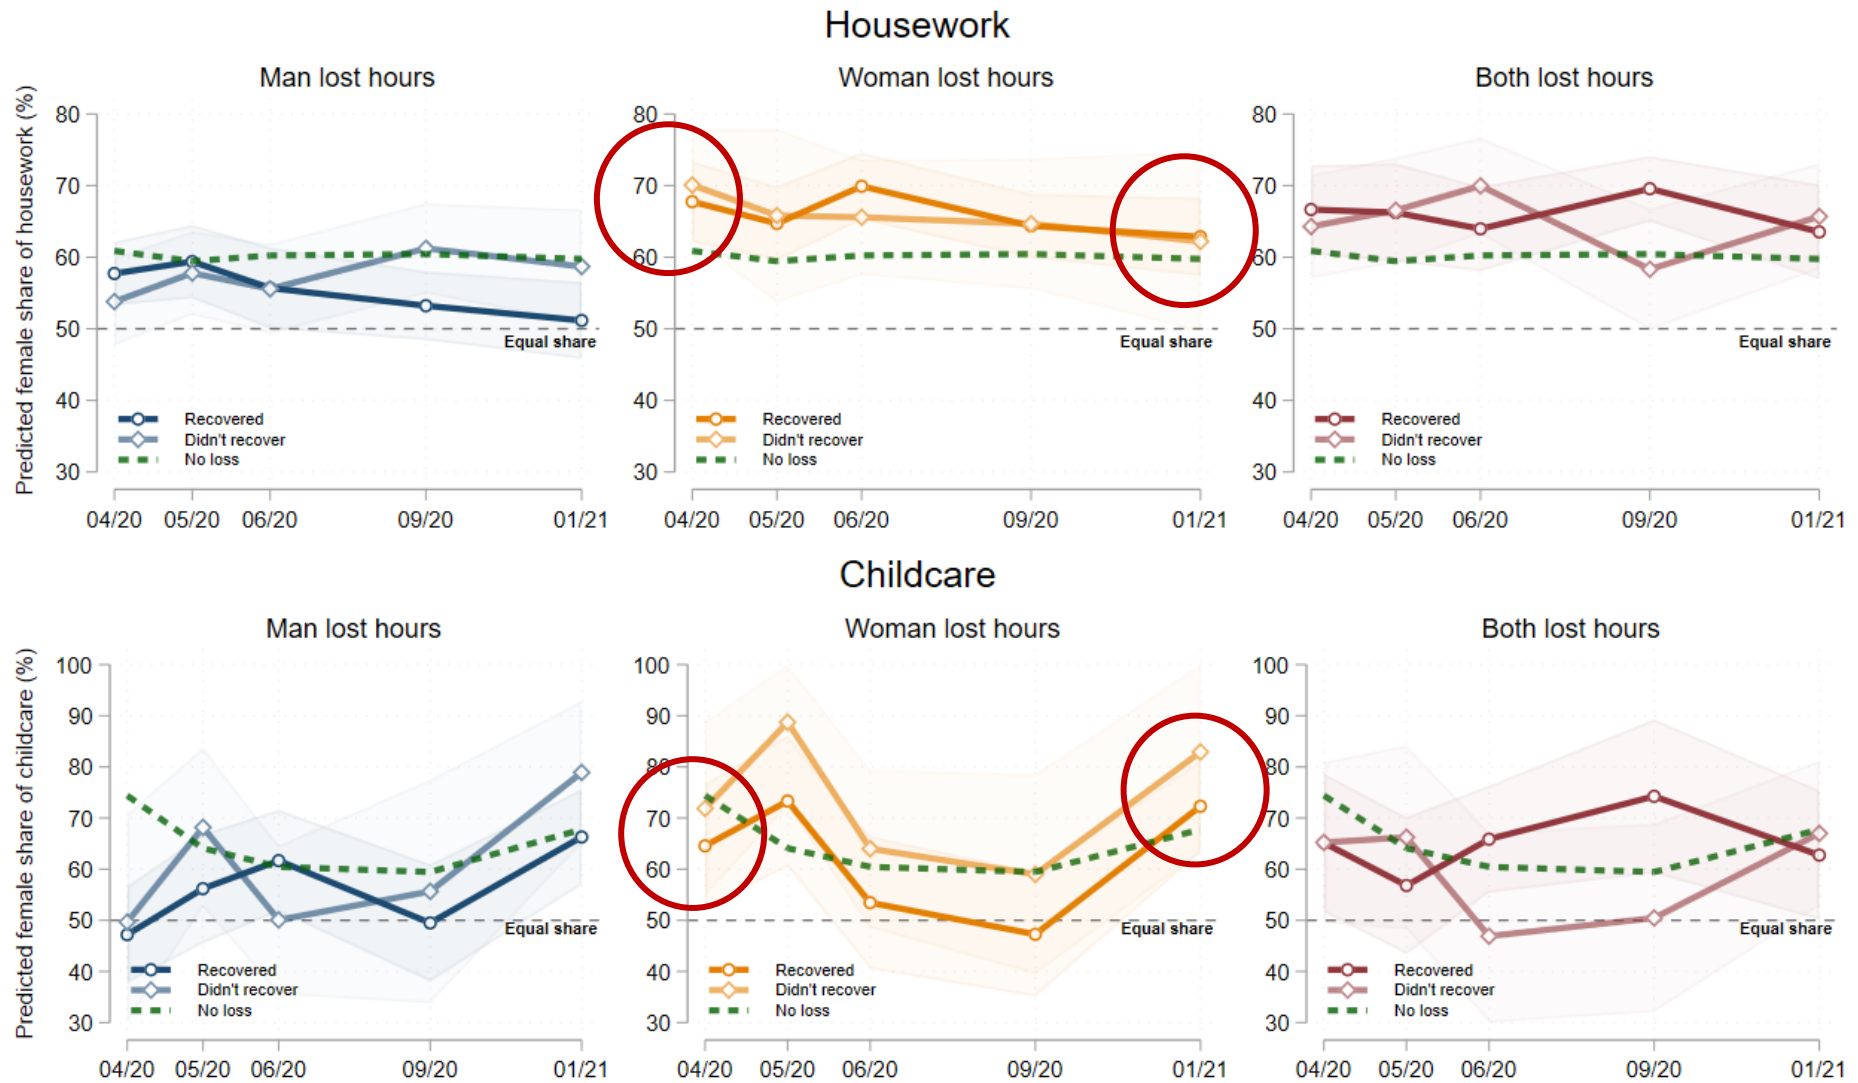 Housework
Man lost hours
Woman lost hours
Both lost hours
Predicted female share of housework (%)
80
70
60
50
40
30
Equal share
Recovered
Didn't recover
No loss
04/20 05/20 06/20 09/20 01/21
80
70
60
50
40
30
Equal share
Recovered
Didn't recover
No loss
04/20 05/20 06/20 09/20 01/21
80
70
60
50
40
30
Equal share
Recovered
Didn't recover
No loss
04/20 05/20 06/20 09/20 01/21
Childcare
Man lost hours
Woman lost hours
Both lost hours
Predicted female share of childcare (%)
100
90
80
70
60
50
40
30
Equal share
Recovered
Didn't recover
No loss
04/20 05/20 06/20 09/20 01/21
100
90
80
70
60
50
40
30
Equal share
Recovered
Didn't recover
No loss
04/20 05/20 06/20 09/20 01/21
100
90
80
70
60
50
40
30
Equal share
Recovered
Didn't recover
No loss
04/20 05/20 06/20 09/20 01/21